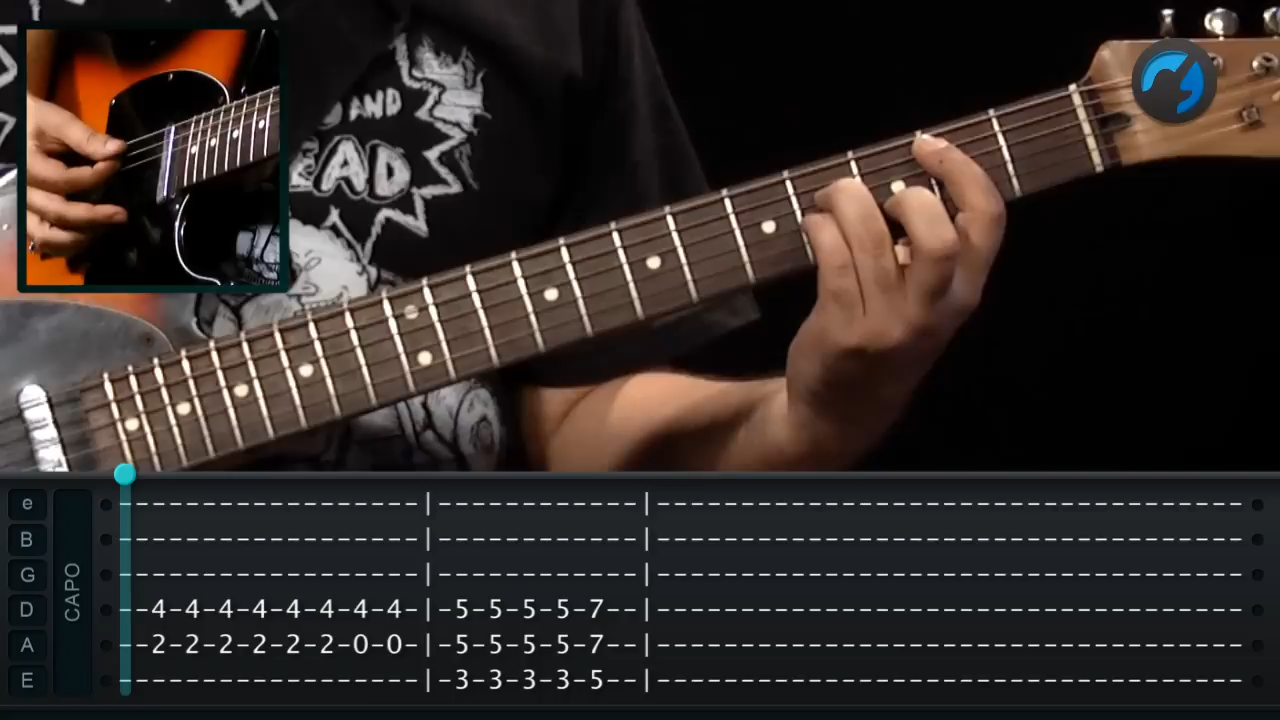 AND
EAD
CAPO
e --------------------|--------------|------------------------------------
B --------------------|--------------|------------------------------------
G --------------------|--------------|------------------------------------
D --4-4-4-4-4-4-4-4-|-5-5-5-5-7--|------------------------------------
A --2-2-2-2-2-2-0-0-|-5-5-5-5-7--|------------------------------------
E --------------------|-3-3-3-3-5--|------------------------------------